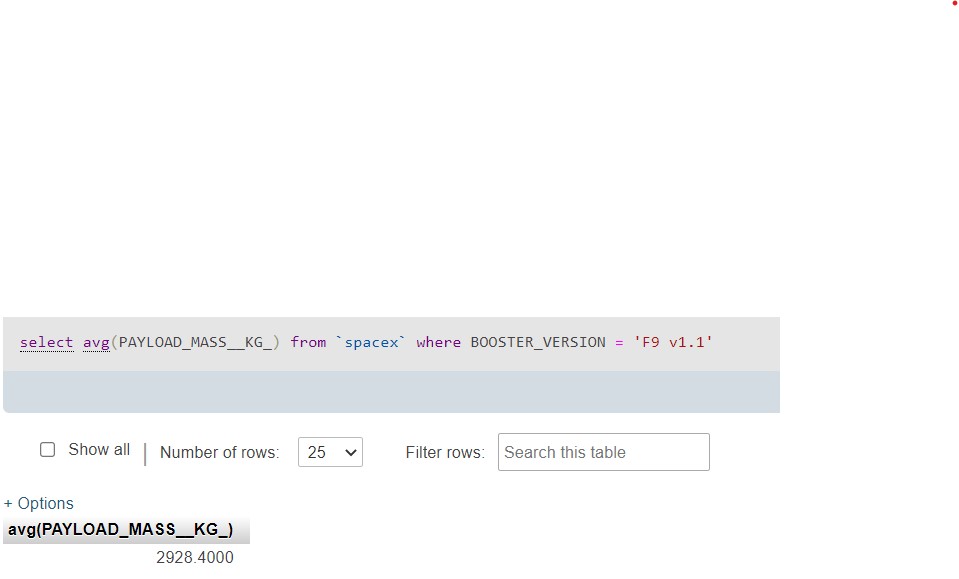 select avg(PAYLOAD_MASS__KG_) from `spacex` where BOOSTER_VERSION = 'F9 v1.1'
Show all | Number of rows: 25 Filter rows: Search this table
+ Options
avg(PAYLOAD_MASS__KG_)
2928.4000